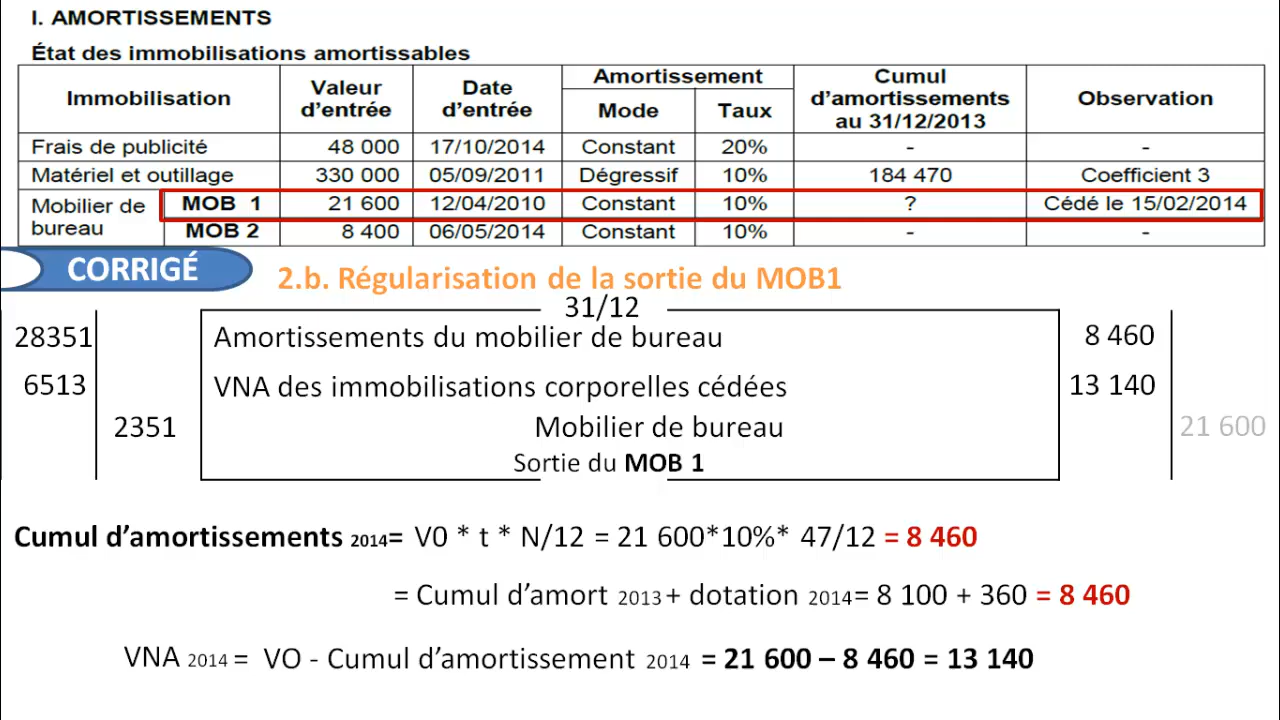 I. AMORTISSEMENTS
État des immobilisations amortissables
Immobilisation Valeur d'entrée Date d'entrée Amortissement Mode Taux Cumul d'amortissements au 31/12/2013 Observation
Frais de publicité 48 000 17/10/2014 Constant 20% - -
Matériel et outillage 330 000 05/09/2011 Dégressif 10% 184 470 Coefficient 3
Mobilier de bureau MOB 1 21 600 12/04/2010 Constant 10% ? Cédé le 15/02/2014
MOB 2 8 400 06/05/2014 Constant 10% - -
CORRIGÉ 2.b. Régularisation de la sortie du MOB1
31/12
28351 Amortissements du mobilier de bureau 8 460
6513 VNA des immobilisations corporelles cédées 13 140
2351 Mobilier de bureau 21 600
Sortie du MOB 1
Cumul d'amortissements 2014= V0 * t * N/12 = 21 600*10%* 47/12 = 8 460
= Cumul d'amort 2013 + dotation 2014= 8 100 + 360 = 8 460
VNA 2014 = VO - Cumul d'amortissement 2014 = 21 600 – 8 460 = 13 140